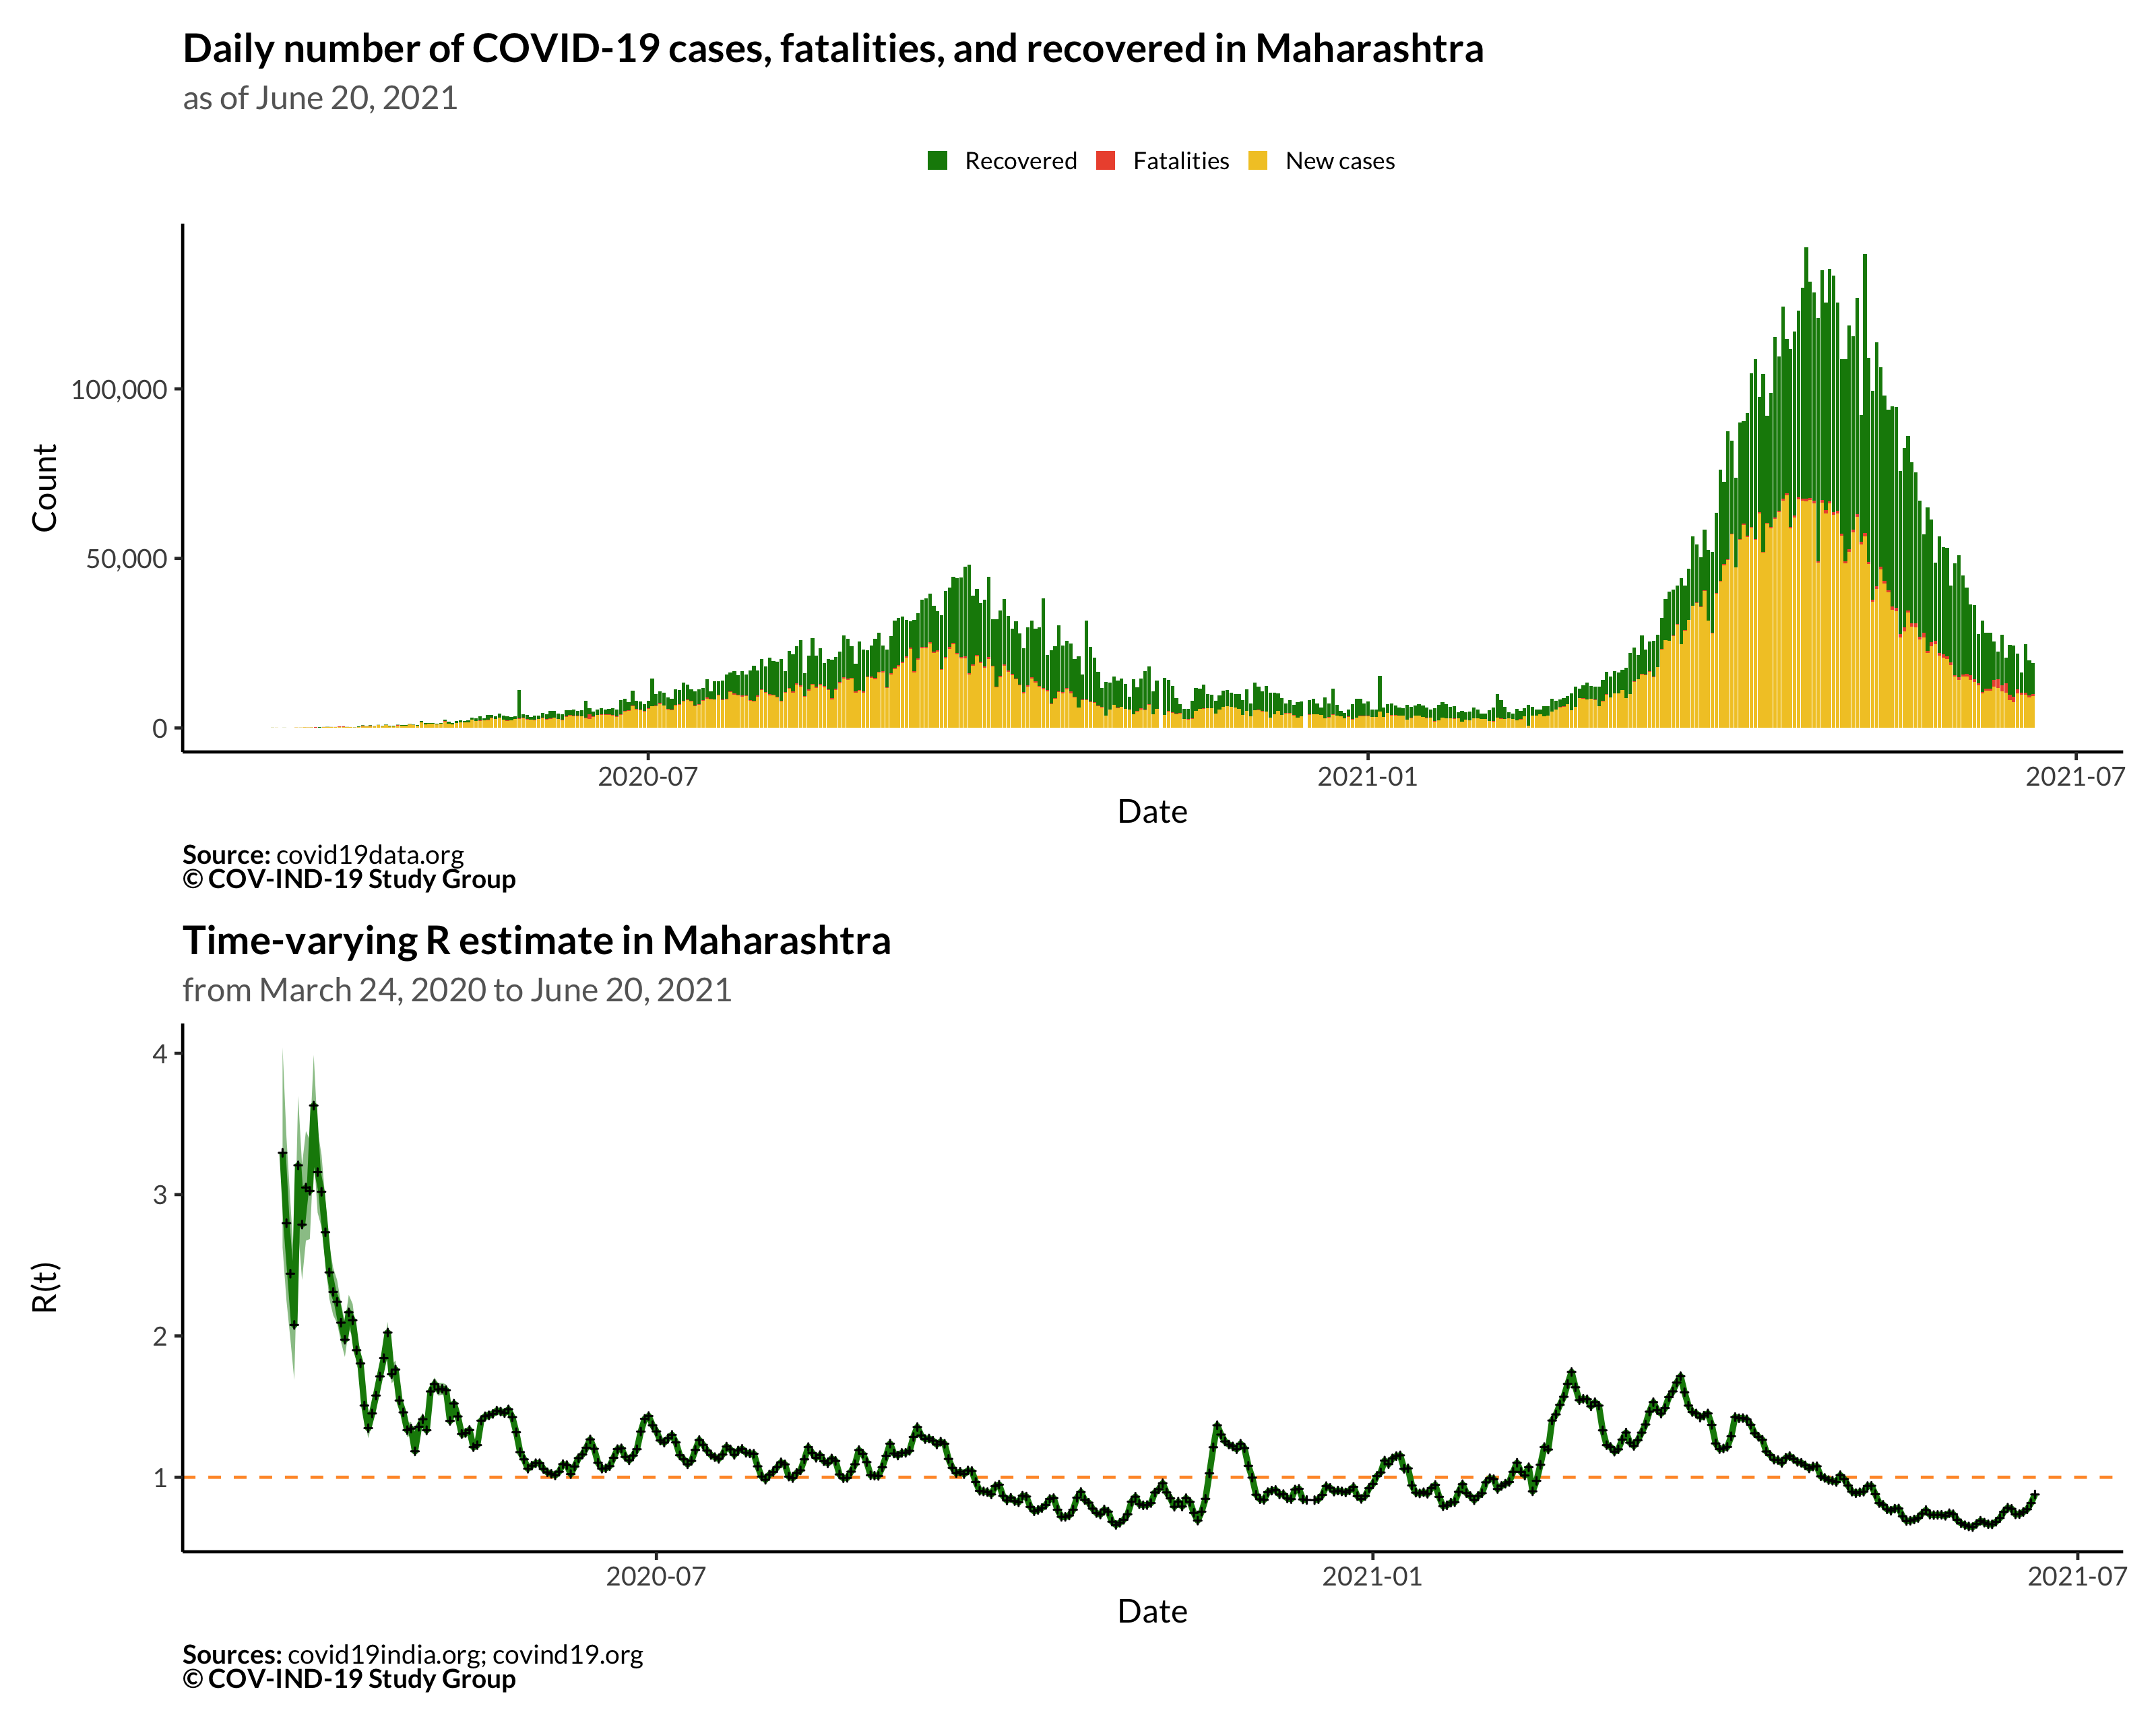 Daily number of COVID-19 cases, fatalities, and recovered in Maharashtra
as of June 20, 2021
Recovered Fatalities New cases
Count
100,000
50,000
0
2020-07 2021-01 2021-07
Date
Source: covid19data.org
© COV-IND-19 Study Group
Time-varying R estimate in Maharashtra
from March 24, 2020 to June 20, 2021
R(t)
4
3
2
1
2020-07 2021-01 2021-07
Date
Sources: covid19india.org; covind19.org
© COV-IND-19 Study Group